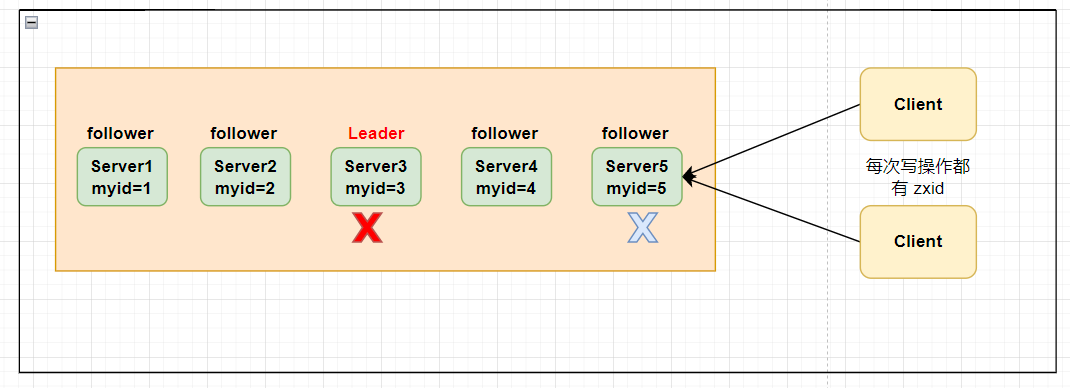 follower
follower
Leader
follower
follower
Server1
myid=1
Server2
myid=2
Server3
myid=3
Server4
myid=4
Server5
myid=5
X
X
Client
每次写操作都
有 zxid
Client